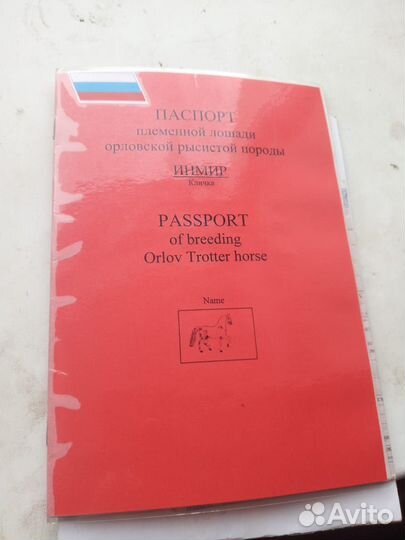 ПАСПОРТ
племенной лошади
орловской рысистой породы
ИНМИР
Кличка
PASSPORT
of breeding
Orlov Trotter horse
Name
Avito